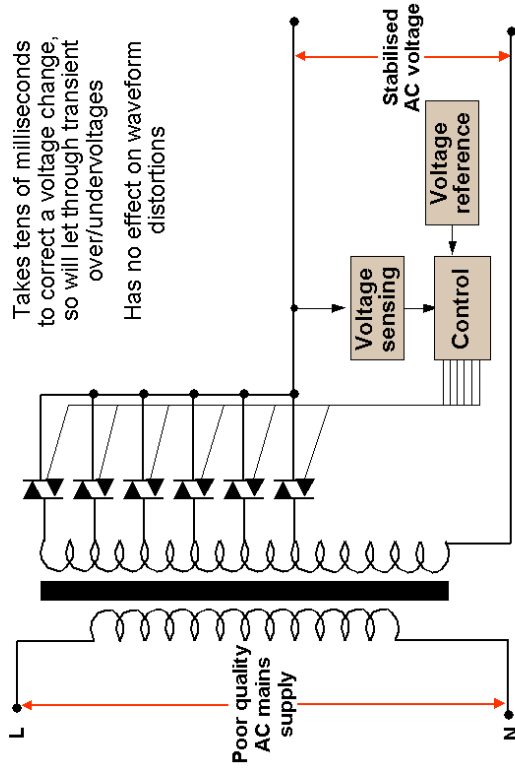 Takes tens of milliseconds
to correct a voltage change,
so will let through transient
over/undervoltages
Has no effect on waveform
distortions
L
Poor quality
AC mains
supply
N
Voltage
sensing
Control
Voltage
reference
Stabilised
AC voltage